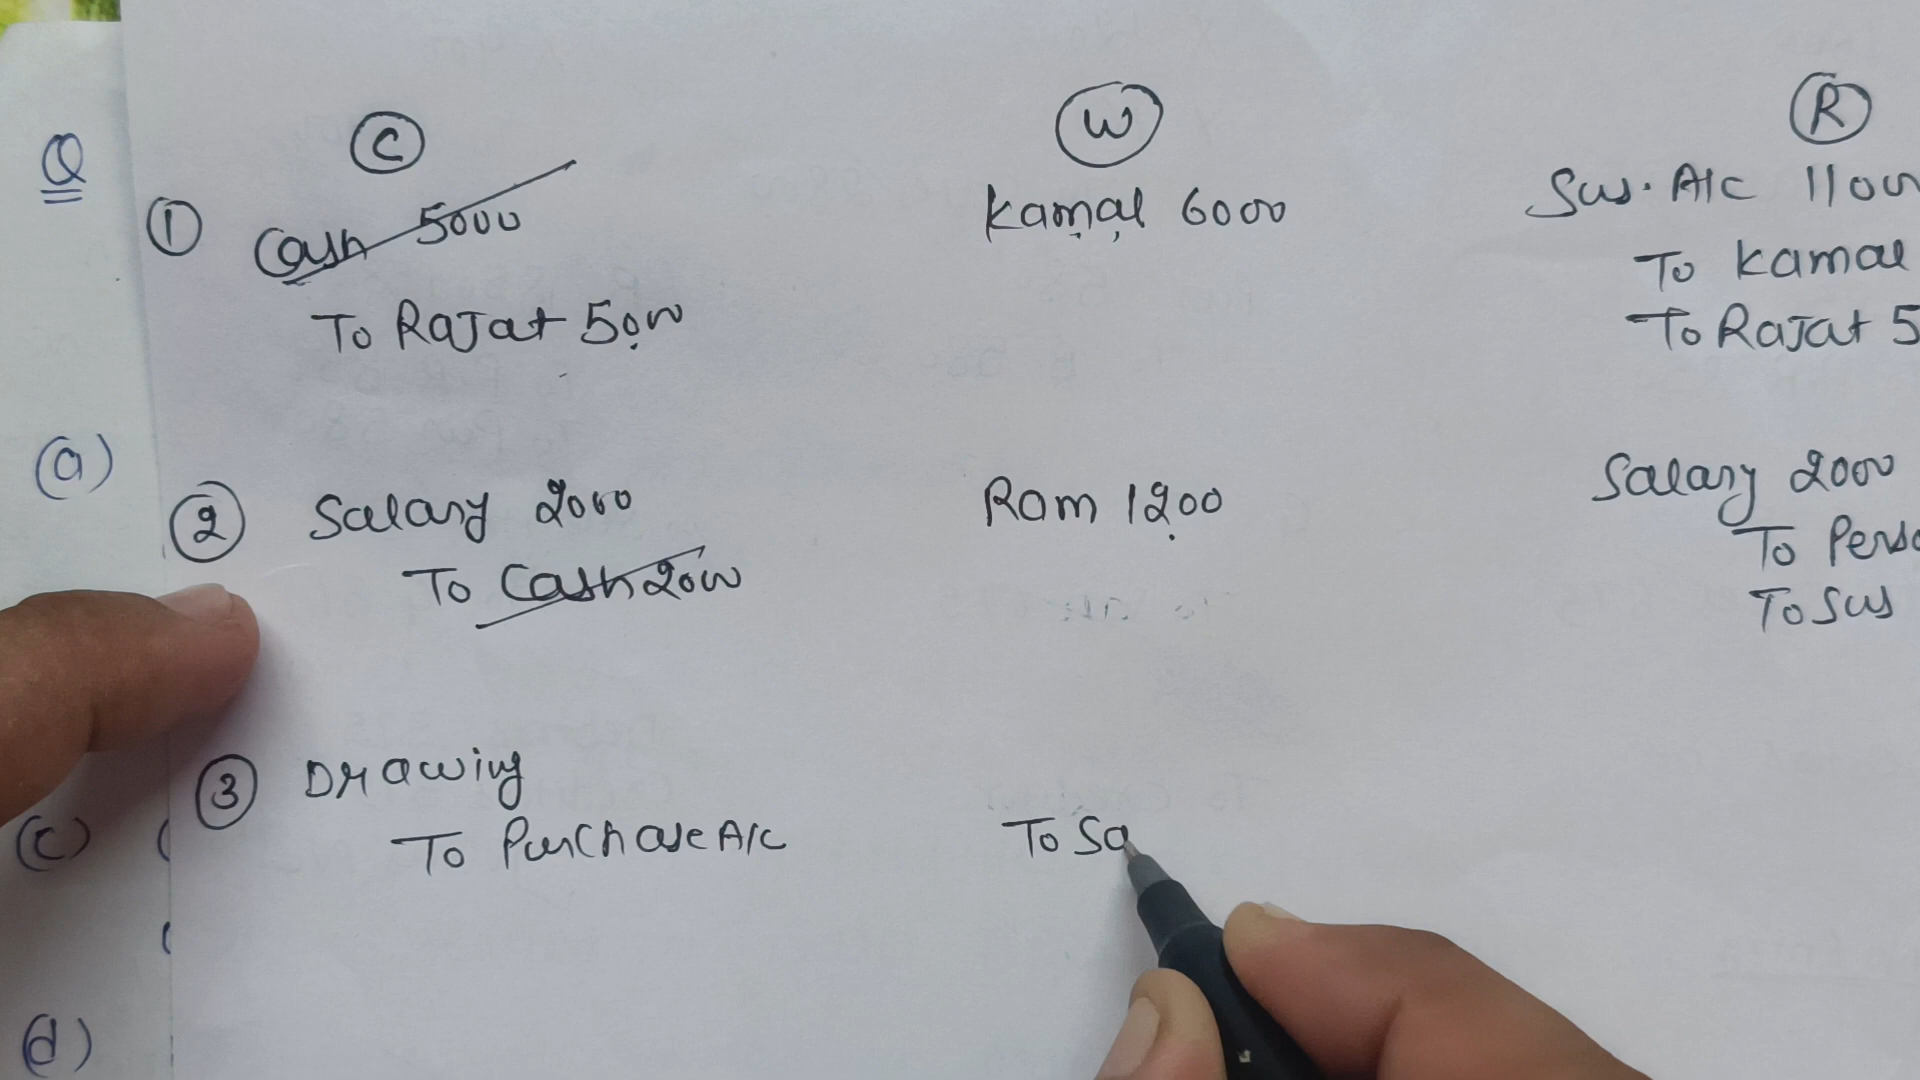 Q
C W R
1 Cash 5000 Kamal 6000 Sus. A/c 1100
To Rajat 5000 To Kamal
To Rajat 5
(a)
2 Salary 2000 Ram 1200 Salary 2000
To Cash 2000 To Perso
To Sus
3 Drawing
To Purchase A/c To Sa
(c) (
(
(d)